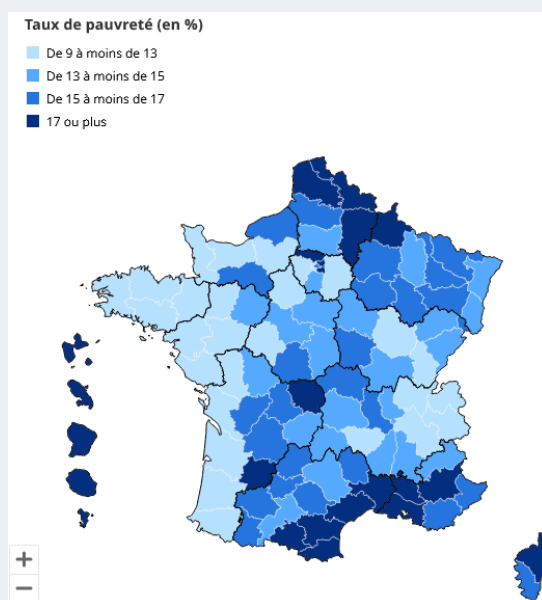 Taux de pauvreté (en %)
De 9 à moins de 13
De 13 à moins de 15
De 15 à moins de 17
17 ou plus
+
−